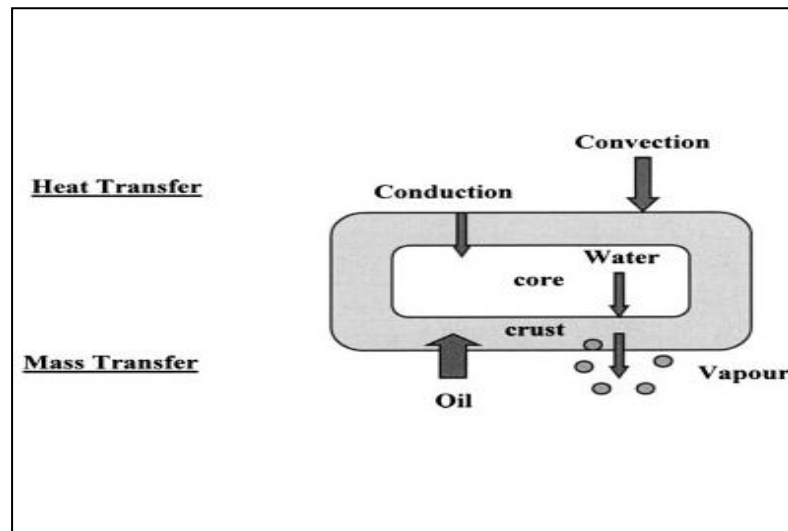 Convection
Heat Transfer
Conduction
Water
core
crust
Mass Transfer
Vapour
Oil